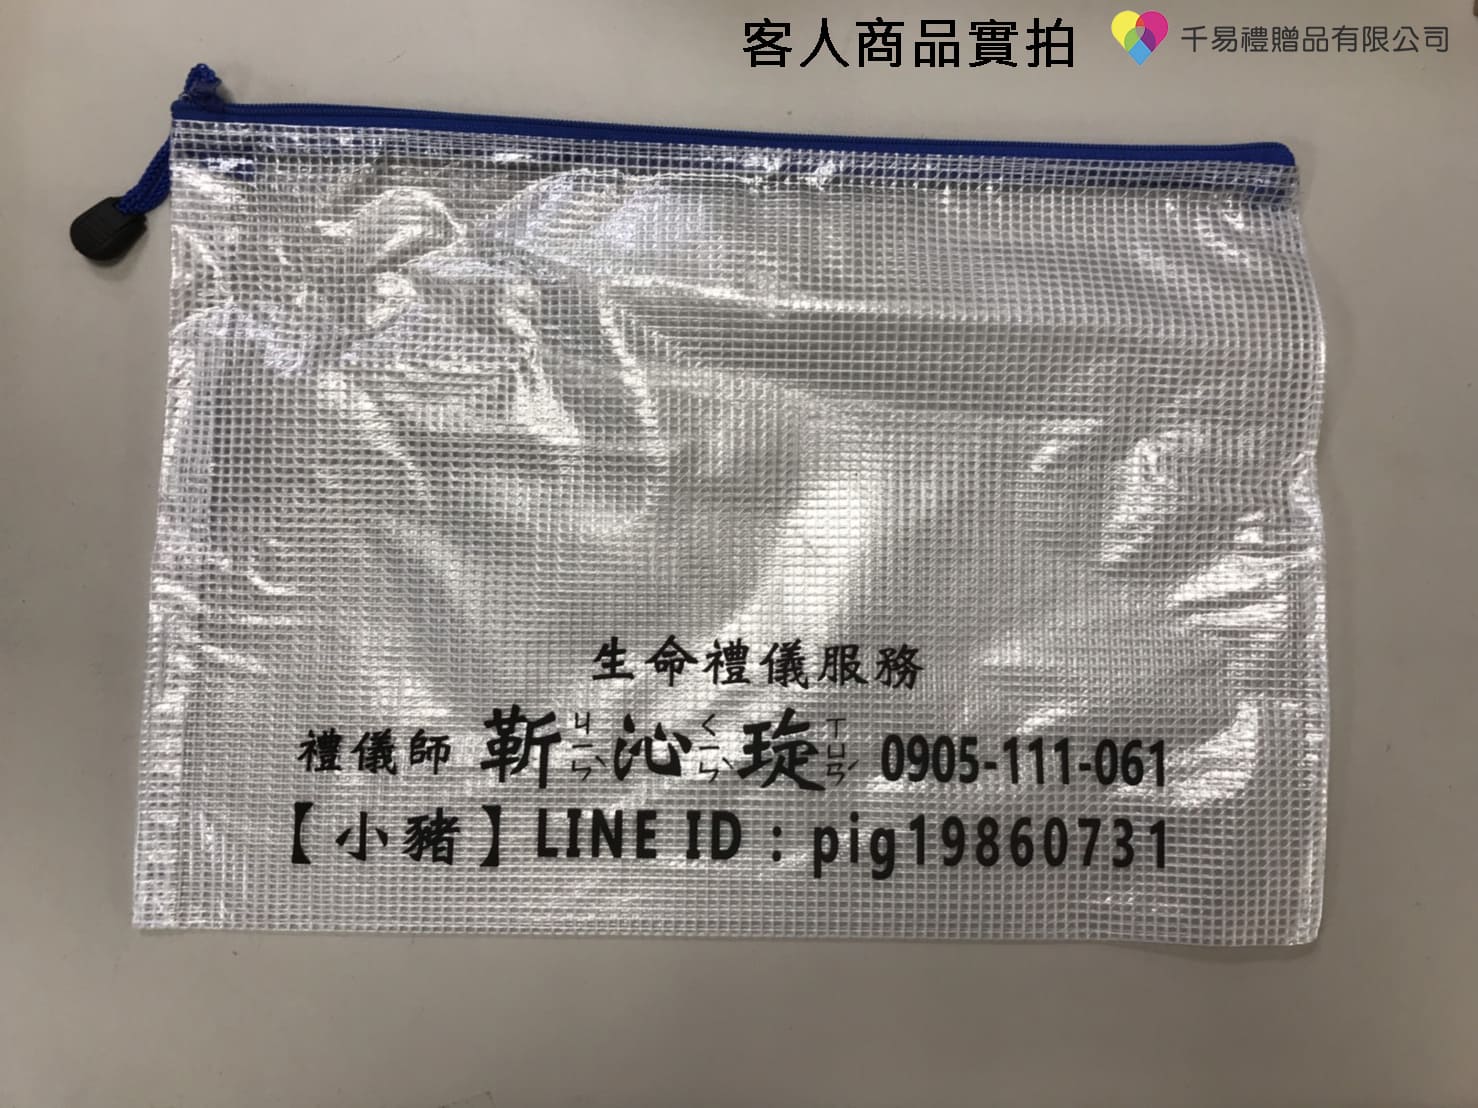 客人商品實拍 千易禮贈品有限公司
生命禮儀服務
禮儀師 靳ㄐㄧㄣˋ沁ㄑㄧㄣˋ琁ㄒㄩㄢˊ 0905-111-061
【小豬】LINE ID：pig19860731